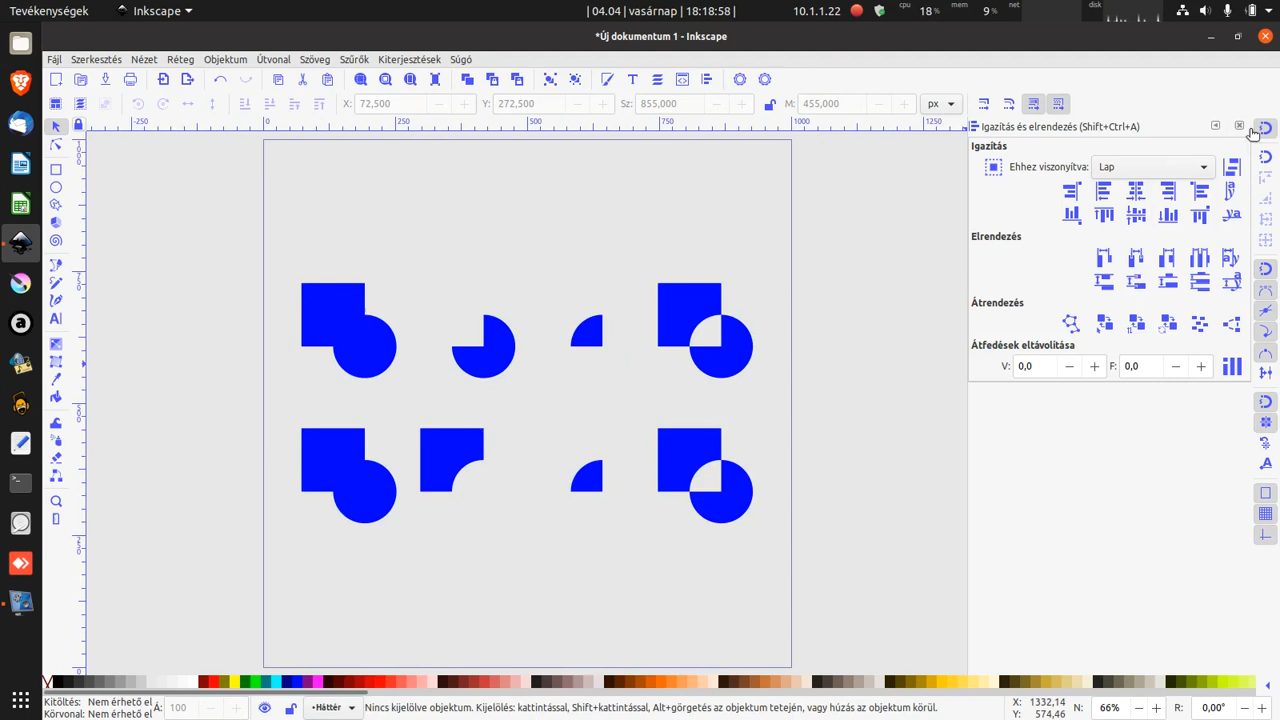 Tevékenységek Inkscape | 04.04 | vasárnap | 18:18:58 | 10.1.1.22 cpu 18 % mem 9 % net disk
*Új dokumentum 1 - Inkscape
Fájl Szerkesztés Nézet Réteg Objektum Útvonal Szöveg Szűrők Kiterjesztések Súgó
X: 72,500 Y: 272,500 Sz: 855,000 M: 455,000 px
-250 0 250 500 750 1000 1250
Igazítás és elrendezés (Shift+Ctrl+A)
Igazítás
Ehhez viszonyítva: Lap
Elrendezés
Átrendezés
Átfedések eltávolítása
V: 0,0 F: 0,0
Kitöltés: Nem érhető el
Körvonal: Nem érhető el
Á: 100
•Háttér
Nincs kijelölve objektum. Kijelölés: kattintással, Shift+kattintással, Alt+görgetés az objektum tetején, vagy húzás az objektum körül.
X: 1332,14
Y: 574,46
N: 66%
R: 0,00°